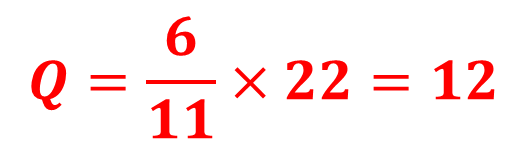 Q = 6/11 × 22 = 12